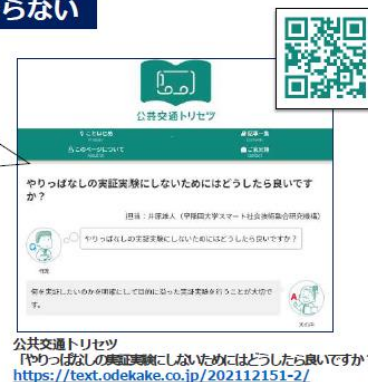 らない
公共交通トリセツ
やりっぱなしの実証実験にしないためにはどうしたら良いです
か?
担当：井原雄人（早稲田大学スマート社会技術融合研究機構）
やりっぱなしの実証実験にしないためにはどうしたら良いですか？
Q
何を実証したいのかを明確にして目的に沿った実証実験を行うことが大切で
す。
A
公共交通トリセツ
「やりっぱなしの実証実験にしないためにはどうしたら良いですか？
https://text.odekake.co.jp/202112151-2/